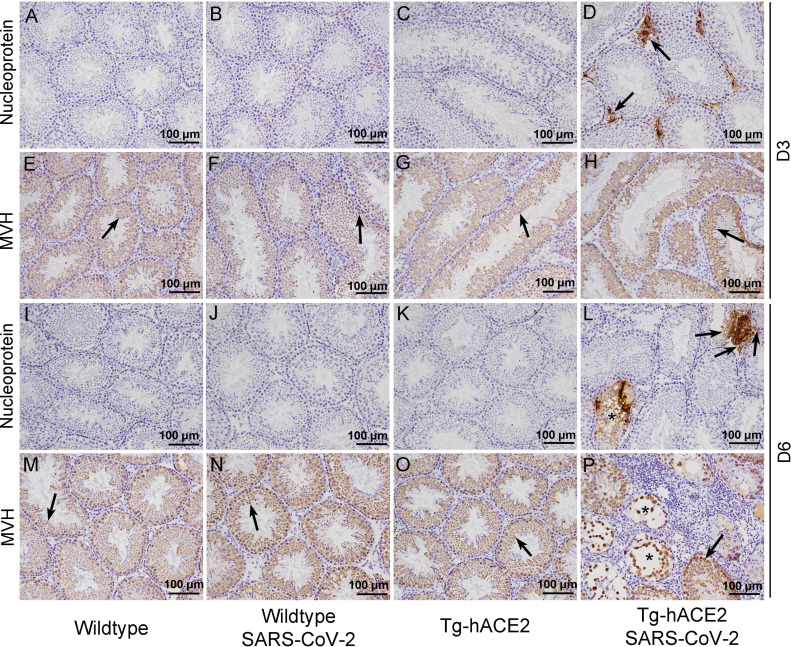 Nucleoprotein
A
100 µm
B
100 µm
C
100 µm
D
100 µm
D3
MVH
E
100 µm
F
100 µm
G
100 µm
H
100 µm
Nucleoprotein
I
100 µm
J
100 µm
K
100 µm
L
*
100 µm
D6
MVH
M
100 µm
N
100 µm
O
100 µm
P
*
*
100 µm
Wildtype
Wildtype
SARS-CoV-2
Tg-hACE2
Tg-hACE2
SARS-CoV-2